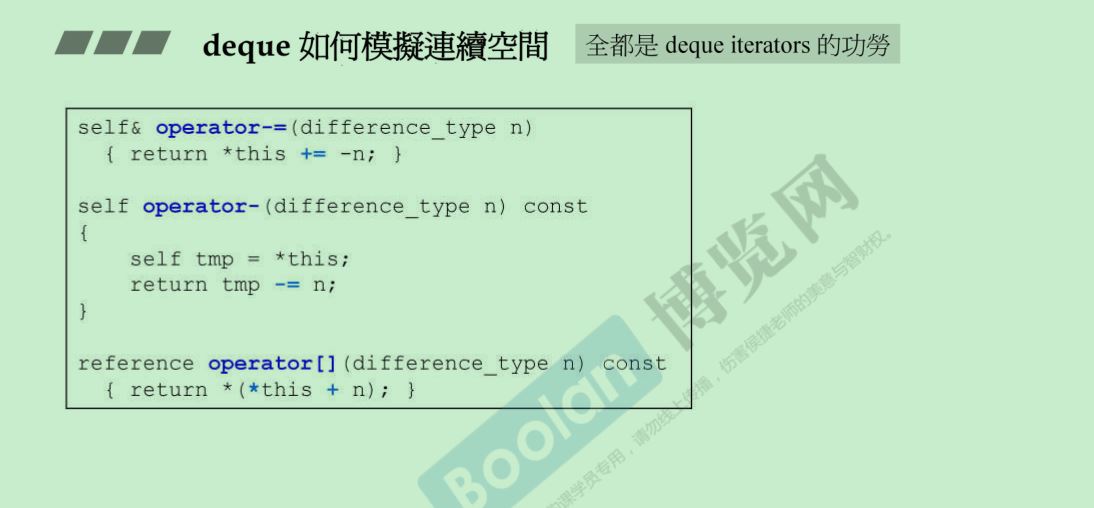 deque 如何模擬連續空間
全都是 deque iterators 的功勞
self& operator-=(difference_type n)
{ return *this += -n; }
self operator-(difference_type n) const
{
self tmp = *this;
return tmp -= n;
}
reference operator[](difference_type n) const
{ return *(*this + n); }
Boolan 博览网
课学员专用，请勿线上传播，伤害侯捷老师的美意与智财权。